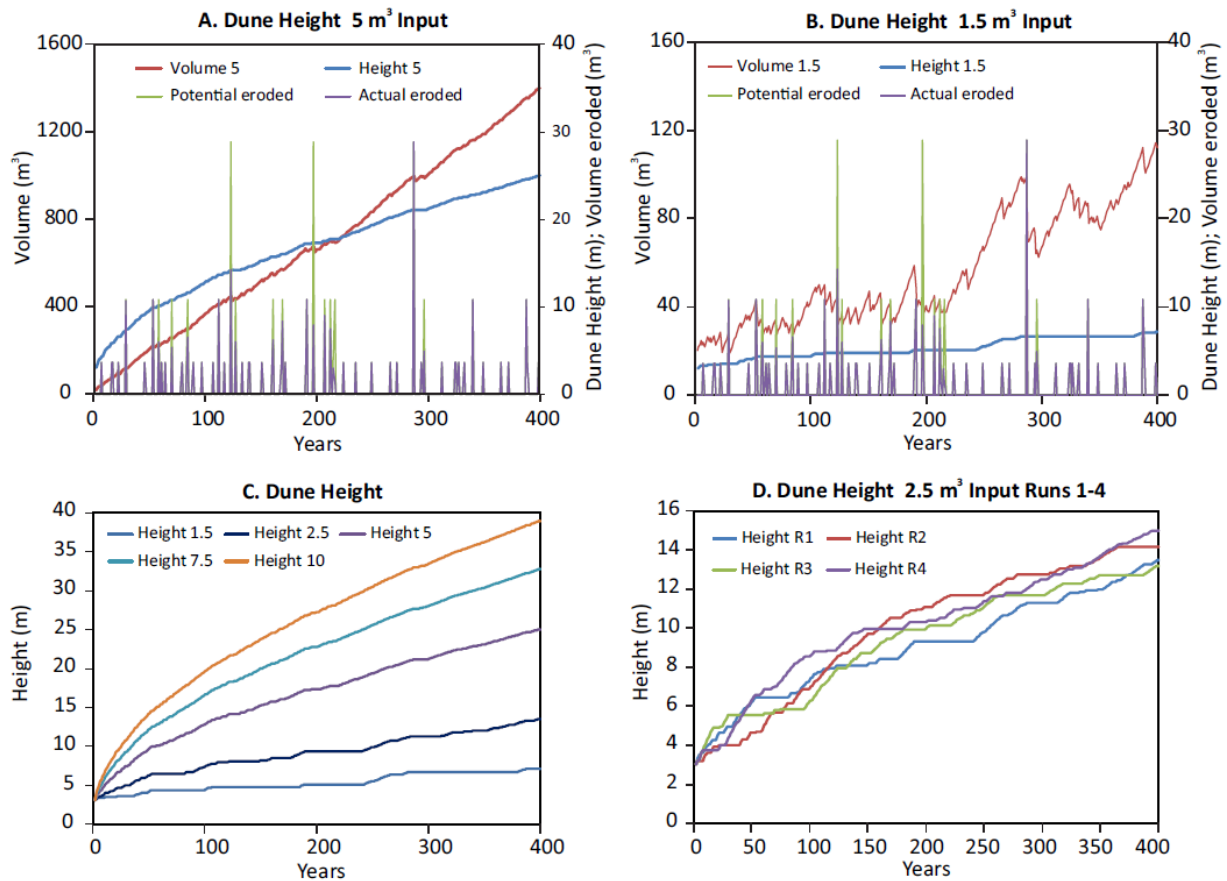 A. Dune Height 5 m³ Input
1600
1200
800
400
0
Volume (m³)
Volume 5
Height 5
Potential eroded
Actual eroded
40
30
20
10
0
Dune Height (m); Volume eroded (m³)
0 100 200 300 400
Years
B. Dune Height 1.5 m³ Input
160
120
80
40
0
Volume (m³)
Volume 1.5
Height 1.5
Potential eroded
Actual eroded
40
30
20
10
0
Dune Height (m); Volume eroded (m³)
0 100 200 300 400
Years
C. Dune Height
40
35
30
25
20
15
10
5
0
Height (m)
Height 1.5 Height 2.5 Height 5
Height 7.5 Height 10
0 100 200 300 400
Years
D. Dune Height 2.5 m³ Input Runs 1-4
16
14
12
10
8
6
4
2
0
Height (m)
Height R1 Height R2
Height R3 Height R4
0 50 100 150 200 250 300 350 400
Years